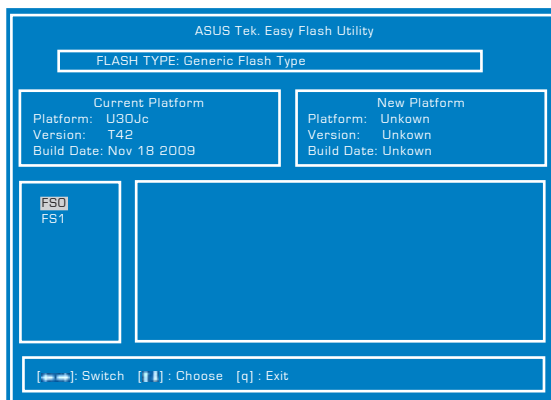 ASUS Tek. Easy Flash Utility
FLASH TYPE: Generic Flash Type
Current Platform
Platform: U30Jc
Version: T42
Build Date: Nov 18 2009
New Platform
Platform: Unkown
Version: Unkown
Build Date: Unkown
FS0
FS1
[←→]: Switch [↑↓] : Choose [q] : Exit